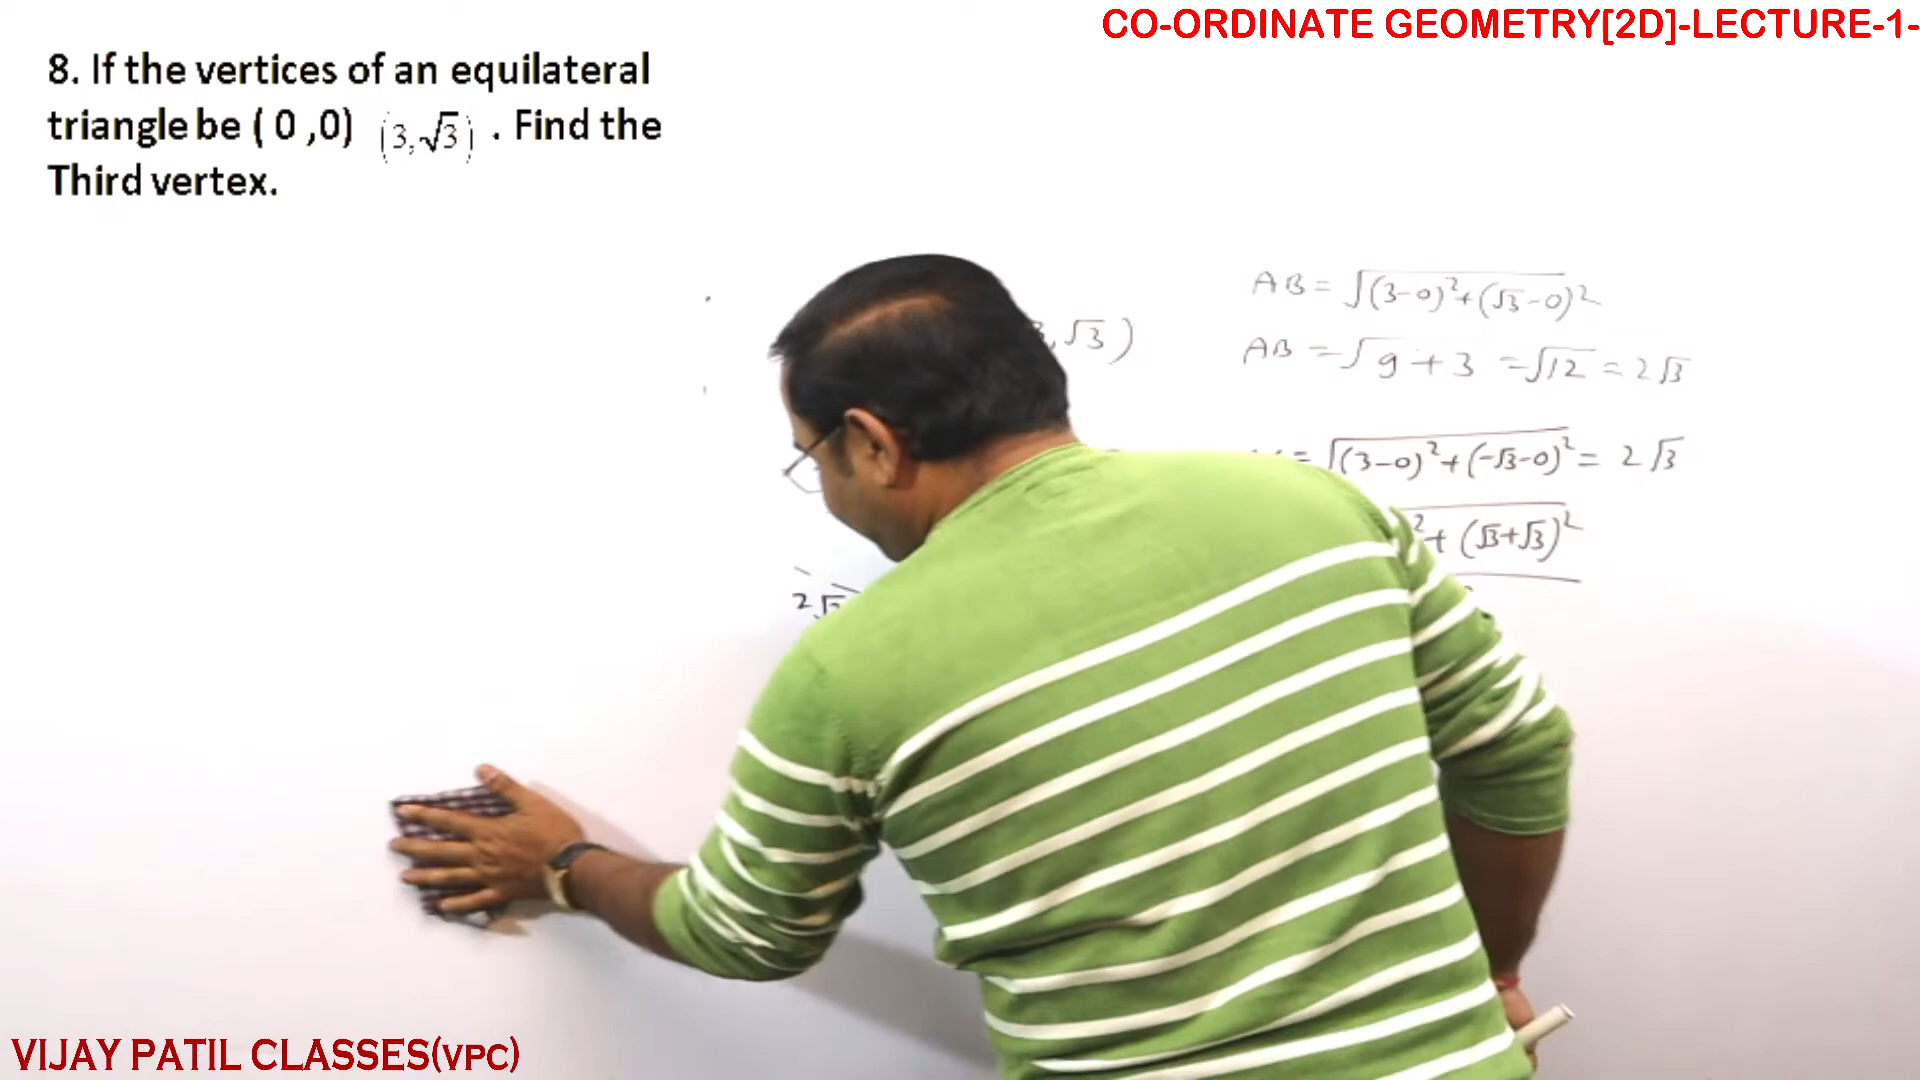 CO-ORDINATE GEOMETRY[2D]-LECTURE-1-
8. If the vertices of an equilateral
triangle be ( 0 ,0) (3,√3) . Find the
Third vertex.
AB = √(3-0)²+(√3-0)²
,√3)
AB = √9+3 = √12 = 2√3
= √(3-0)²+(-√3-0)² = 2√3
²+ (√3+√3)²
VIJAY PATIL CLASSES(VPC)